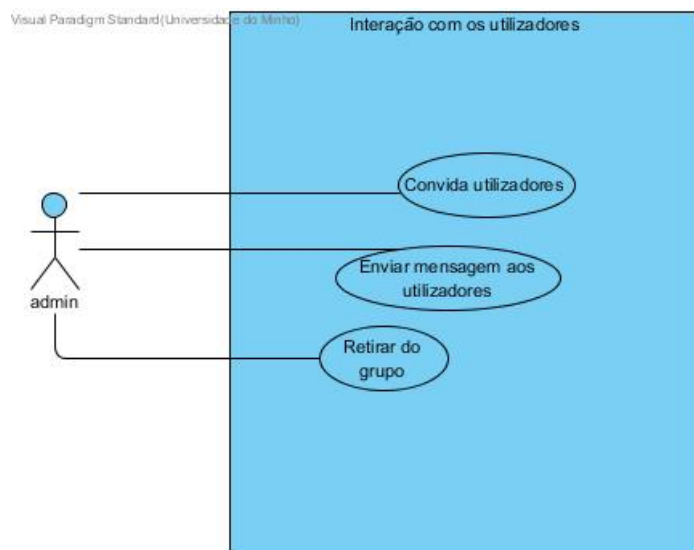 Visual Paradigm Standard(Universidade do Minho)
Interação com os utilizadores
Convida utilizadores
Enviar mensagem aos
utilizadores
admin
Retirar do
grupo